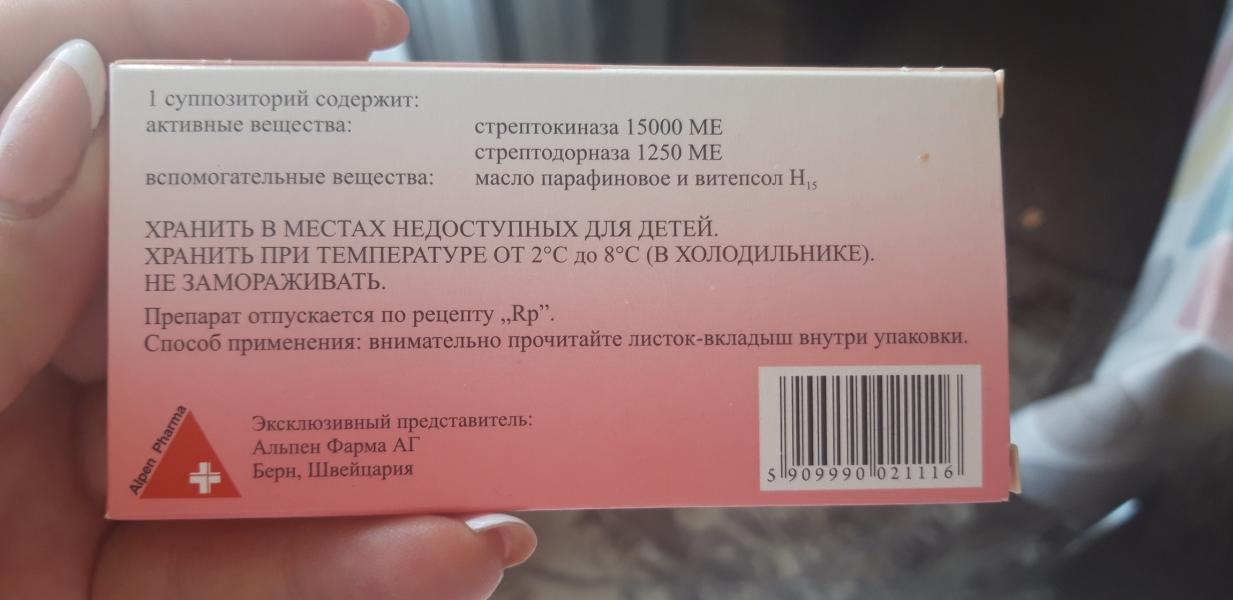 1 суппозиторий содержит:
активные вещества: стрептокиназа 15000 МЕ
стрептодорназа 1250 МЕ
вспомогательные вещества: масло парафиновое и витепсол H₁₅
ХРАНИТЬ В МЕСТАХ НЕДОСТУПНЫХ ДЛЯ ДЕТЕЙ.
ХРАНИТЬ ПРИ ТЕМПЕРАТУРЕ ОТ 2°С до 8°С (В ХОЛОДИЛЬНИКЕ).
НЕ ЗАМОРАЖИВАТЬ.
Препарат отпускается по рецепту „Rp”.
Способ применения: внимательно прочитайте листок-вкладыш внутри упаковки.
Alpen Pharma
Эксклюзивный представитель:
Альпен Фарма АГ
Берн, Швейцария
5 909990 021116